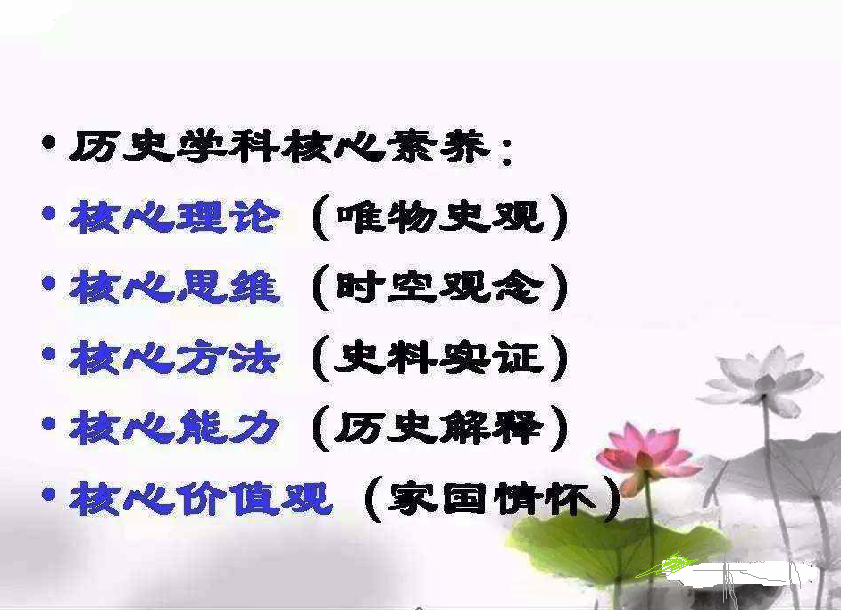 • 历史学科核心素养：
• 核心理论（唯物史观）
• 核心思维（时空观念）
• 核心方法（史料实证）
• 核心能力（历史解释）
• 核心价值观（家国情怀）